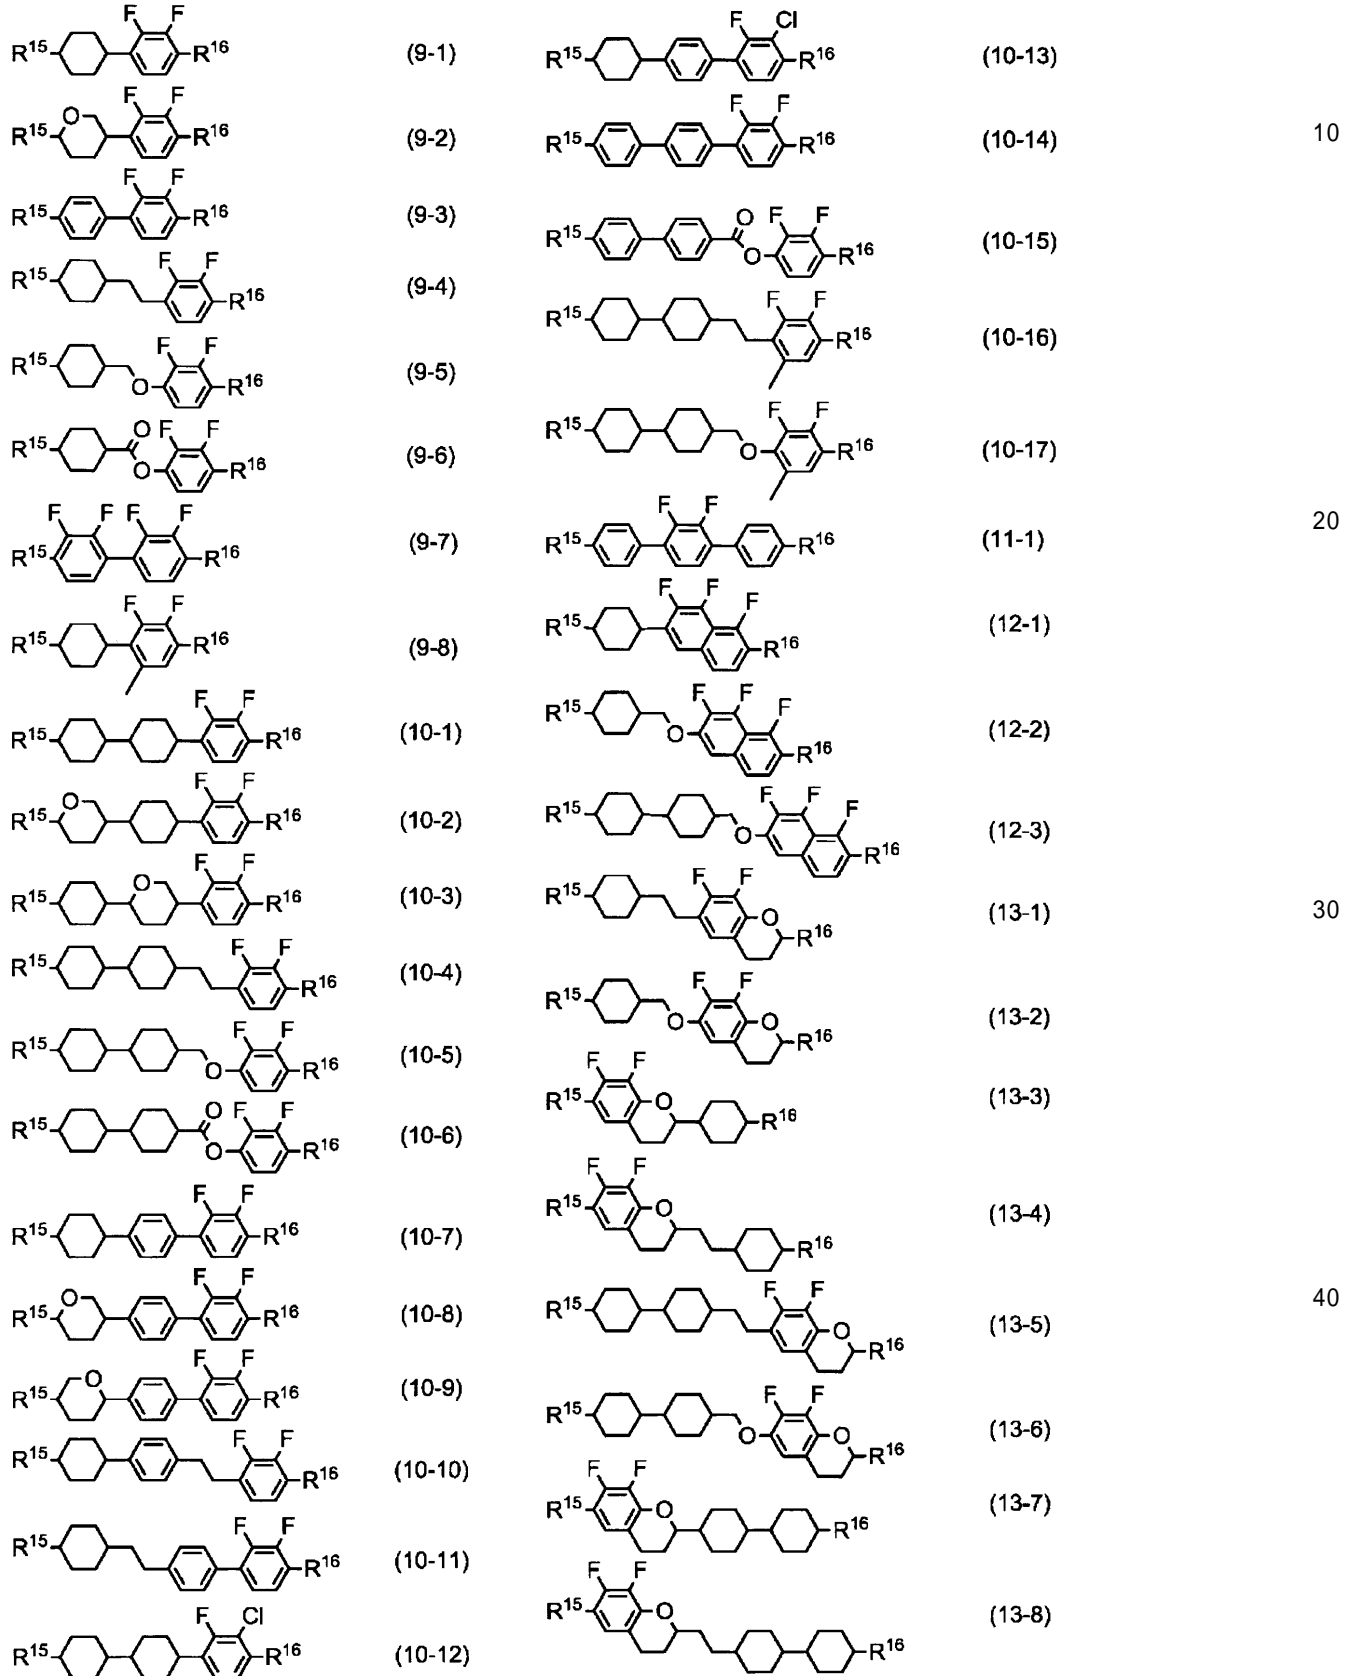 F F
R15 R16 (9-1)
F F
O
R15 R16 (9-2)
F F
R15 R16 (9-3)
F F
R15 R16 (9-4)
F F
R15 O R16 (9-5)
O F F
R15 O R16 (9-6)
F F F F
R15 R16 (9-7)
F F
R15 R16 (9-8)
F F
R15 R16 (10-1)
F F
O
R15 R16 (10-2)
F F
O
R15 R16 (10-3)
F F
R15 R16 (10-4)
F F
R15 O R16 (10-5)
O F F
R15 O R16 (10-6)
F F
R15 R16 (10-7)
F F
O
R15 R16 (10-8)
F F
O
R15 R16 (10-9)
F F
R15 R16 (10-10)
F F
R15 R16 (10-11)
F Cl
R15 R16 (10-12)
F Cl
R15 R16 (10-13)
F F
R15 R16 (10-14)
O F F
R15 O R16 (10-15)
F F
R15 R16 (10-16)
F F
R15 O R16 (10-17)
F F
R15 R16 (11-1)
F F F
R15 R16 (12-1)
F F F
R15 O R16 (12-2)
F F F
R15 O R16 (12-3)
F F
R15 O R16 (13-1)
F F
R15 O O R16 (13-2)
F F
R15 O R16 (13-3)
F F
R15 O R16 (13-4)
F F
R15 O R16 (13-5)
F F
R15 O O R16 (13-6)
F F
R15 O R16 (13-7)
F F
R15 O R16 (13-8)
10
20
30
40